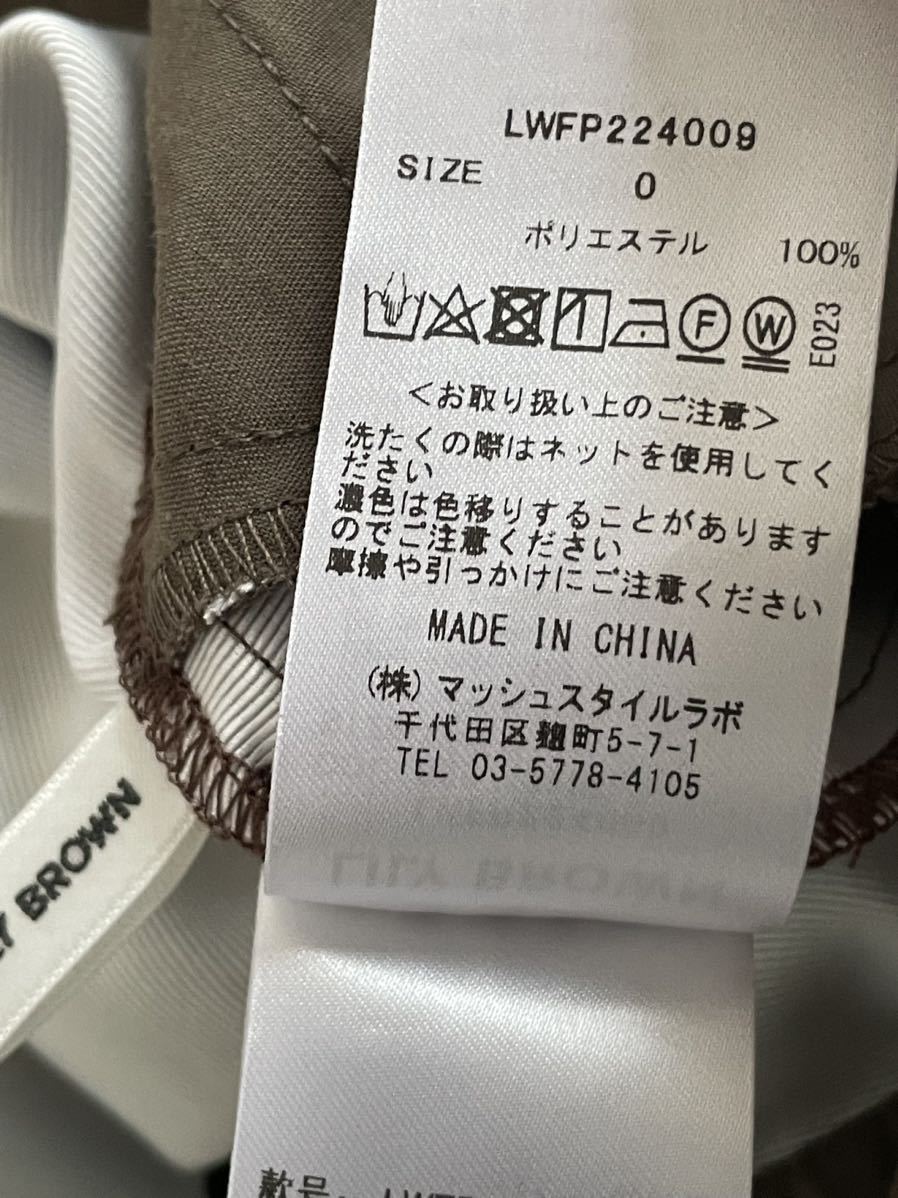 LWFP224009
SIZE 0
ポリエステル 100%
F W E023
<お取り扱い上のご注意>
洗たくの際はネットを使用してく
ださい
濃色は色移りすることがあります
のでご注意ください
摩擦や引っかけにご注意ください
MADE IN CHINA
(株)マッシュスタイルラボ
千代田区麹町5-7-1
TEL 03-5778-4105
LILY BROWN
Y BROWN
款号: